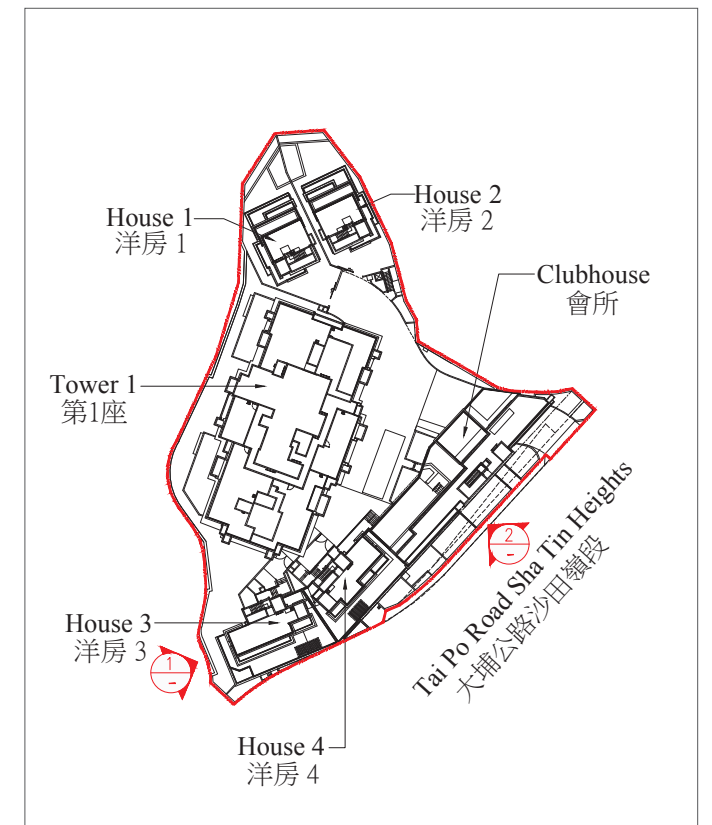 House 1
洋房 1
House 2
洋房 2
Clubhouse
會所
Tower 1
第1座
Tai Po Road Sha Tin Heights
大埔公路沙田嶺段
2
-
House 3
洋房 3
1
-
House 4
洋房 4